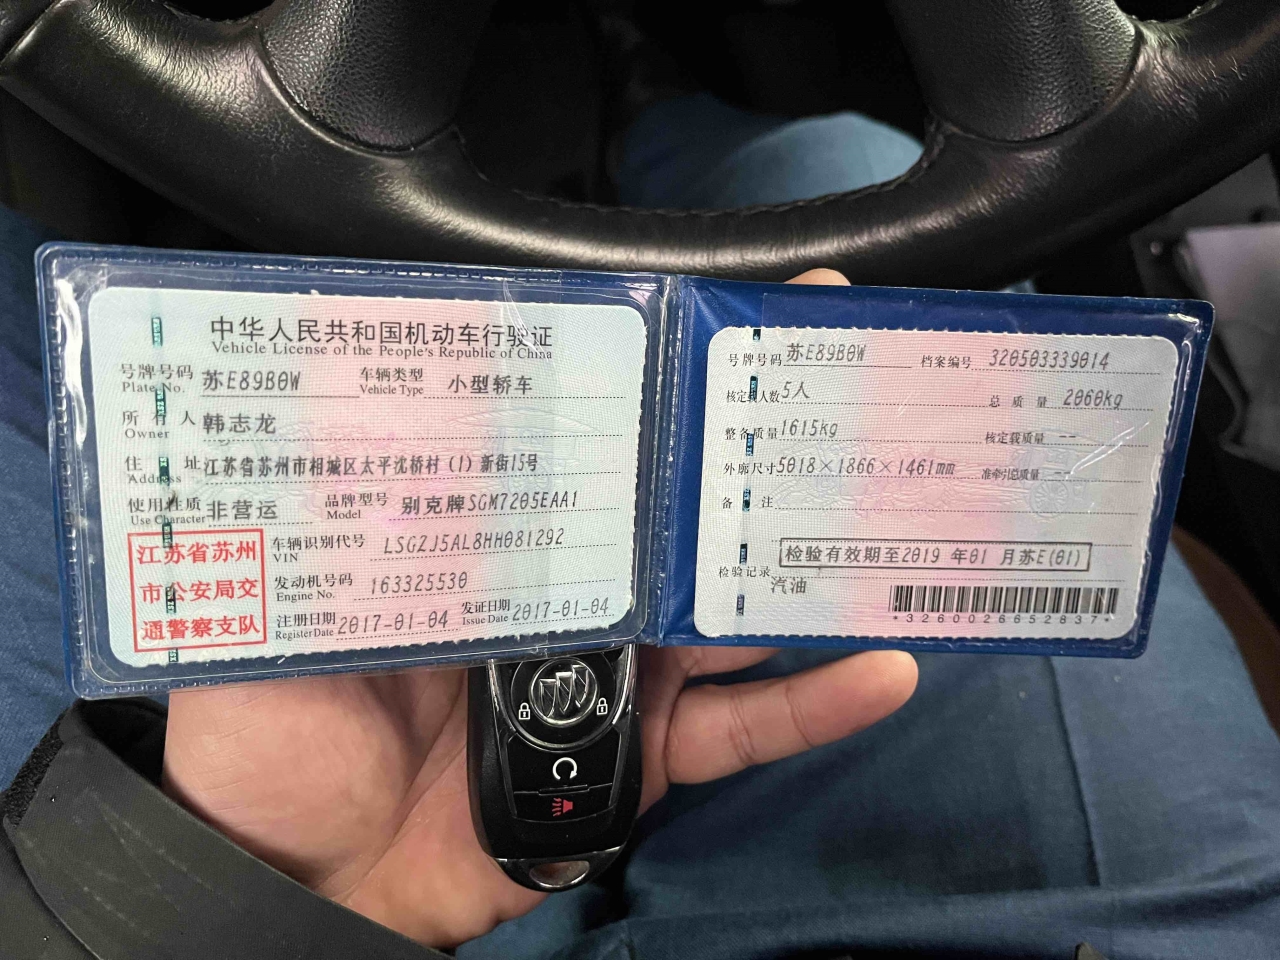 中华人民共和国机动车行驶证
Vehicle License of the People's Republic of China
号牌号码 苏E89B0W 车辆类型 小型轿车
Plate No. Vehicle Type
所有人 韩志龙
Owner
住址 江苏省苏州市相城区太平沈桥村(1)新街15号
Address
使用性质 非营运 品牌型号 别克牌SGM7205EAA1
Use Character Model
江苏省苏州
市公安局交
通警察支队
车辆识别代号 LSGZJ5AL8HH081292
VIN
发动机号码 163325530
Engine No.
注册日期 2017-01-04 发证日期 2017-01-04
Register Date Issue Date
号牌号码 苏E89B0W 档案编号 320503339014
核定载人数 5人 总质量 2060kg
整备质量 1615kg 核定载质量 --
外廓尺寸 5018×1866×1461mm 准牵引总质量 --
备注
检验记录 检验有效期至2019 年01 月苏E(01)
汽油
*3260026652837*